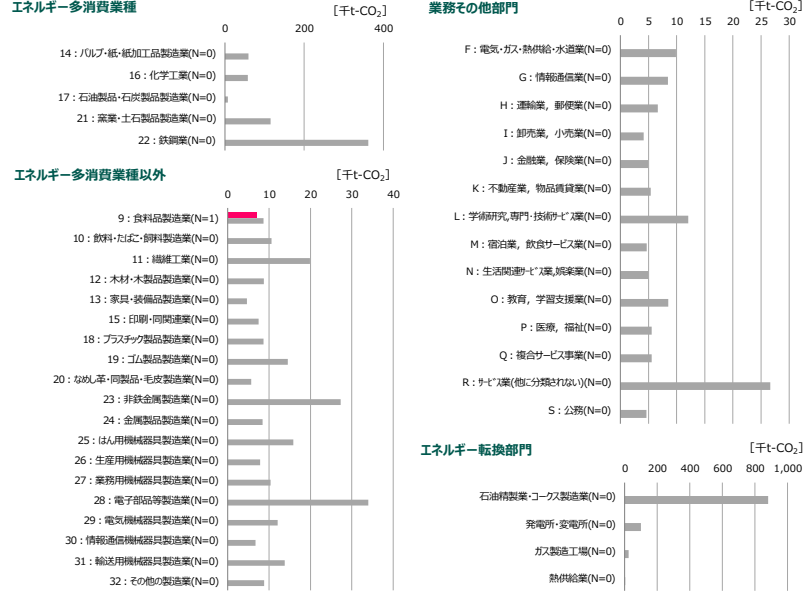 エネルギー多消費業種
[千t-CO₂]
0 200 400
14：パルプ・紙・紙加工品製造業(N=0)
16：化学工業(N=0)
17：石油製品・石炭製品製造業(N=0)
21：窯業・土石製品製造業(N=0)
22：鉄鋼業(N=0)
エネルギー多消費業種以外
[千t-CO₂]
0 10 20 30 40
9：食料品製造業(N=1)
10：飲料・たばこ・飼料製造業(N=0)
11：繊維工業(N=0)
12：木材・木製品製造業(N=0)
13：家具・装備品製造業(N=0)
15：印刷・同関連業(N=0)
18：プラスチック製品製造業(N=0)
19：ゴム製品製造業(N=0)
20：なめし革・同製品・毛皮製造業(N=0)
23：非鉄金属製造業(N=0)
24：金属製品製造業(N=0)
25：はん用機械器具製造業(N=0)
26：生産用機械器具製造業(N=0)
27：業務用機械器具製造業(N=0)
28：電子部品等製造業(N=0)
29：電気機械器具製造業(N=0)
30：情報通信機械器具製造業(N=0)
31：輸送用機械器具製造業(N=0)
32：その他の製造業(N=0)
業務その他部門
[千t-CO₂]
0 5 10 15 20 25 30
F：電気・ガス・熱供給・水道業(N=0)
G：情報通信業(N=0)
H：運輸業，郵便業(N=0)
I：卸売業，小売業(N=0)
J：金融業，保険業(N=0)
K：不動産業，物品賃貸業(N=0)
L：学術研究,専門・技術サービス業(N=0)
M：宿泊業，飲食サービス業(N=0)
N：生活関連サービス業,娯楽業(N=0)
O：教育，学習支援業(N=0)
P：医療，福祉(N=0)
Q：複合サービス事業(N=0)
R：サービス業(他に分類されない)(N=0)
S：公務(N=0)
エネルギー転換部門
[千t-CO₂]
0 200 400 600 800 1,000
石油精製業・コークス製造業(N=0)
発電所・変電所(N=0)
ガス製造工場(N=0)
熱供給業(N=0)